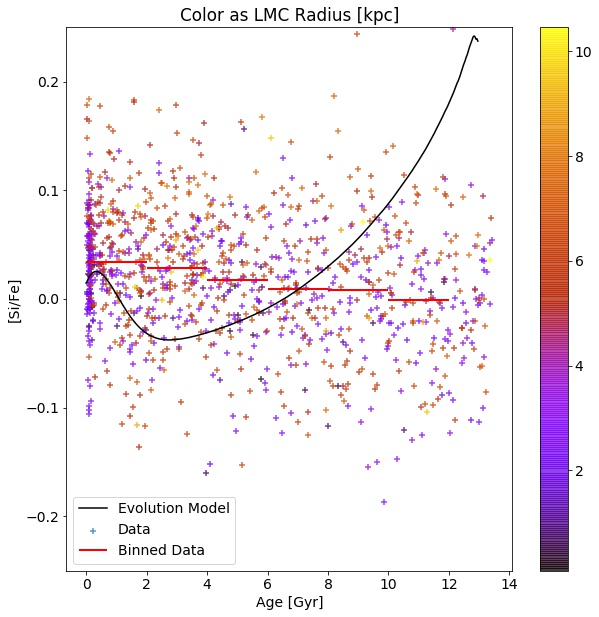 Color as LMC Radius [kpc]
0.2
0.1
0.0
−0.1
−0.2
[Si/Fe]
Evolution Model
Data
Binned Data
0 2 4 6 8 10 12 14
Age [Gyr]
10
8
6
4
2